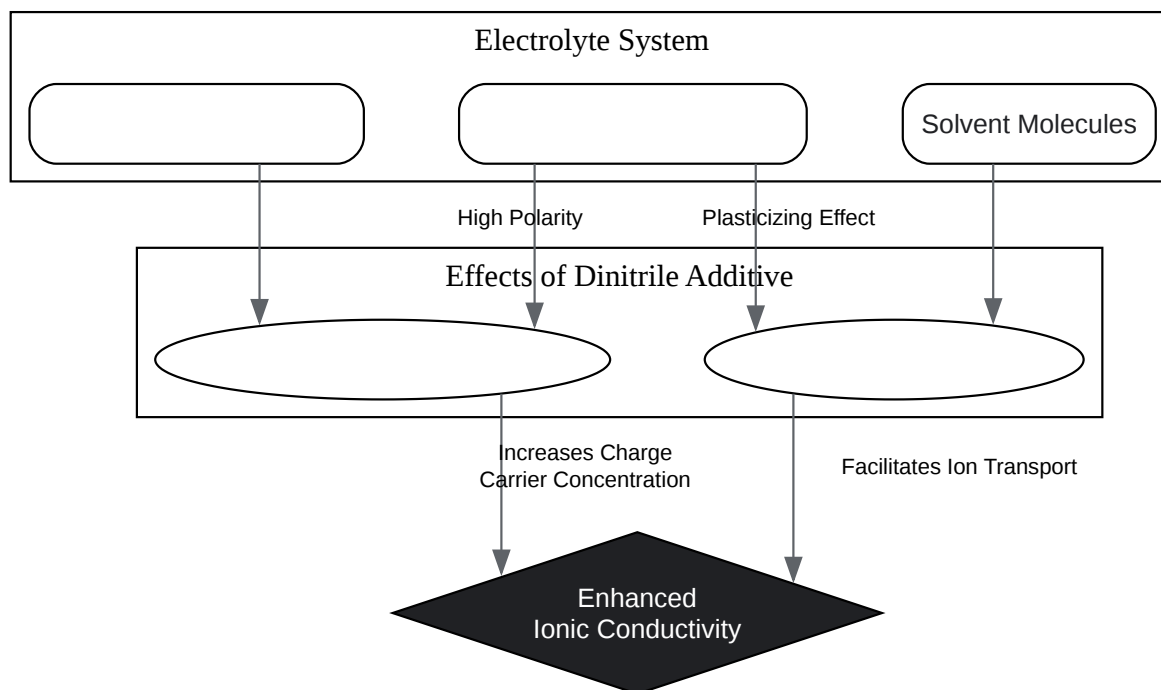 Electrolyte System
Solvent Molecules
High Polarity
Plasticizing Effect
Effects of Dinitrile Additive
Increases Charge
Carrier Concentration
Facilitates Ion Transport
Enhanced
Ionic Conductivity